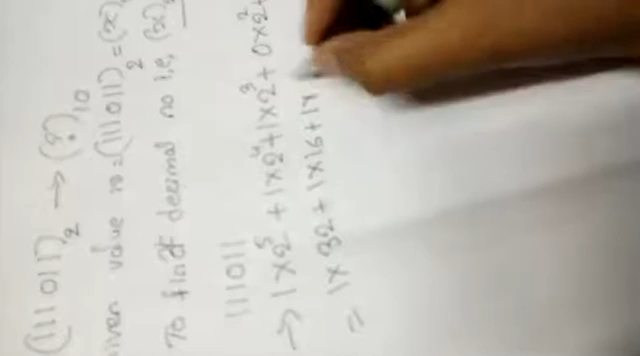 (111011)₂ → (?)₁₀
Given value no=(111011)₂=(x)
To find decimal no i.e, (x)
111011
→ 1×2⁵+1×2⁴+1×2³+0×2²+
= 1×32+1×16+1×